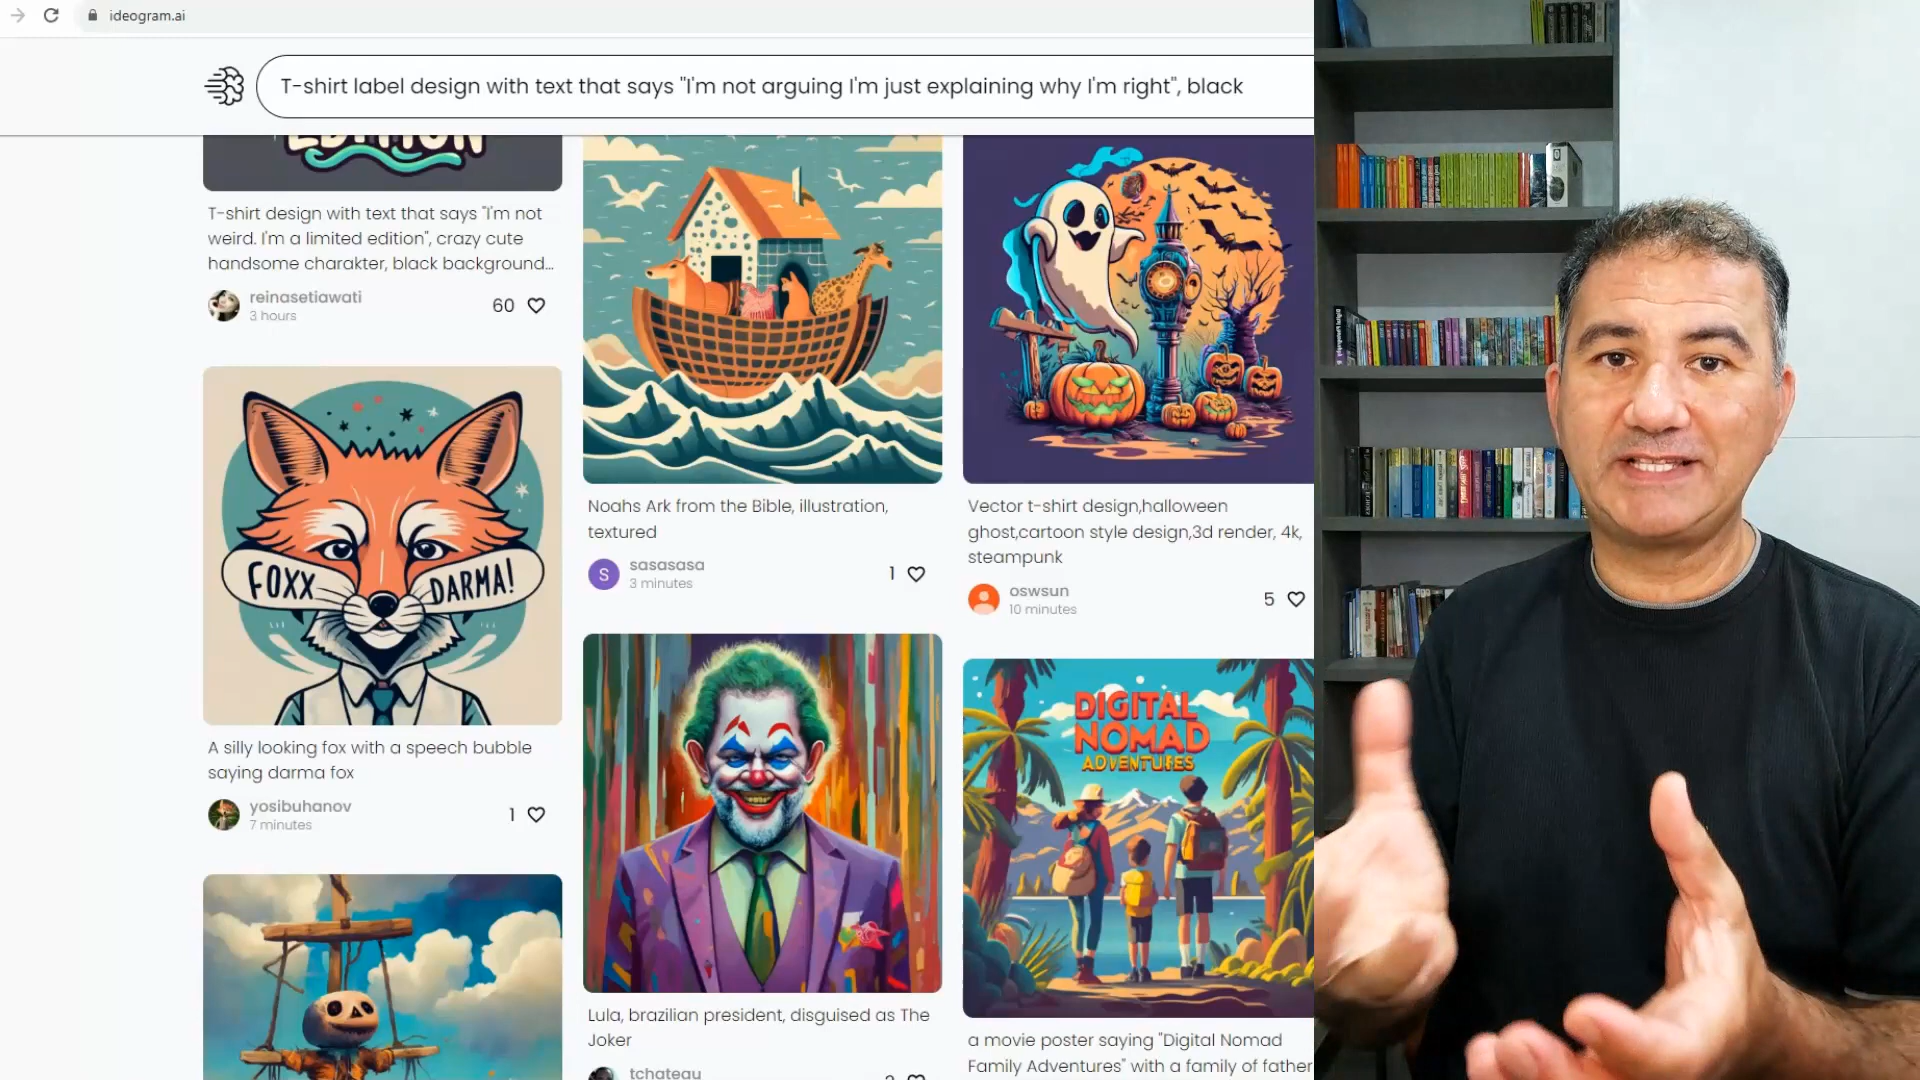 ideogram.ai
T-shirt label design with text that says "I'm not arguing I'm just explaining why I'm right", black
EDITION
T-shirt design with text that says "I'm not
weird. I'm a limited edition", crazy cute
handsome charakter, black background...
reinasetiawati
3 hours
60
FOXX
DARMA!
A silly looking fox with a speech bubble
saying darma fox
yosibuhanov
7 minutes
1
Noahs Ark from the Bible, illustration,
textured
S
sasasasa
3 minutes
1
Lula, brazilian president, disguised as The
Joker
tchateau
Vector t-shirt design,halloween
ghost,cartoon style design,3d render, 4k,
steampunk
oswsun
10 minutes
5
DIGITAL
NOMAD
ADVENTURES
a movie poster saying "Digital Nomad
Family Adventures" with a family of father